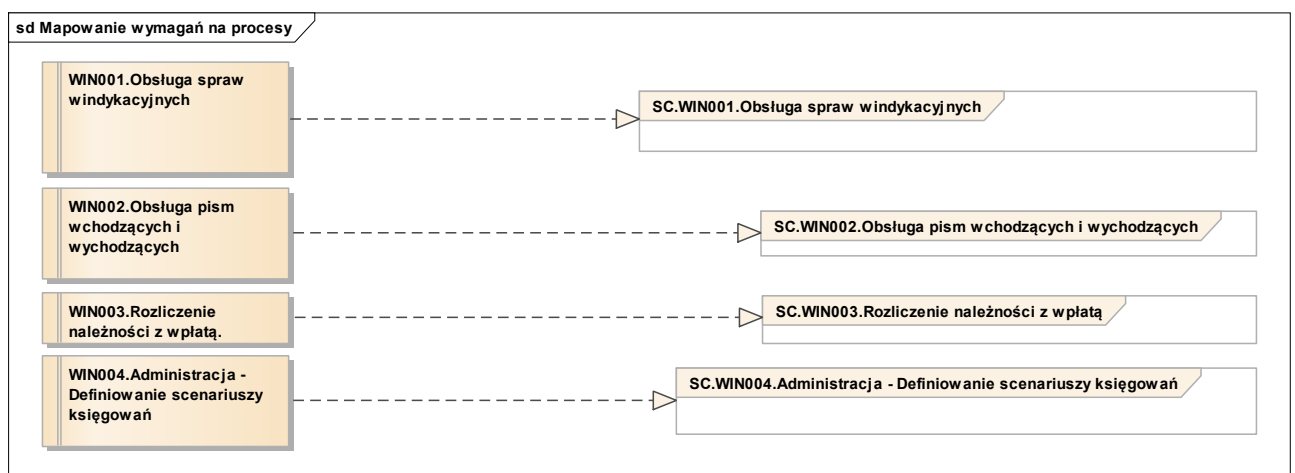 sd Mapowanie wymagań na procesy
WIN001.Obsługa spraw
windykacyjnych
SC.WIN001.Obsługa spraw windykacyjnych
WIN002.Obsługa pism
wchodzących i
wychodzących
SC.WIN002.Obsługa pism wchodzących i wychodzących
WIN003.Rozliczenie
należności z wpłatą.
SC.WIN003.Rozliczenie należności z wpłatą
WIN004.Administracja -
Definiowanie scenariuszy
księgowań
SC.WIN004.Administracja - Definiowanie scenariuszy księgowań